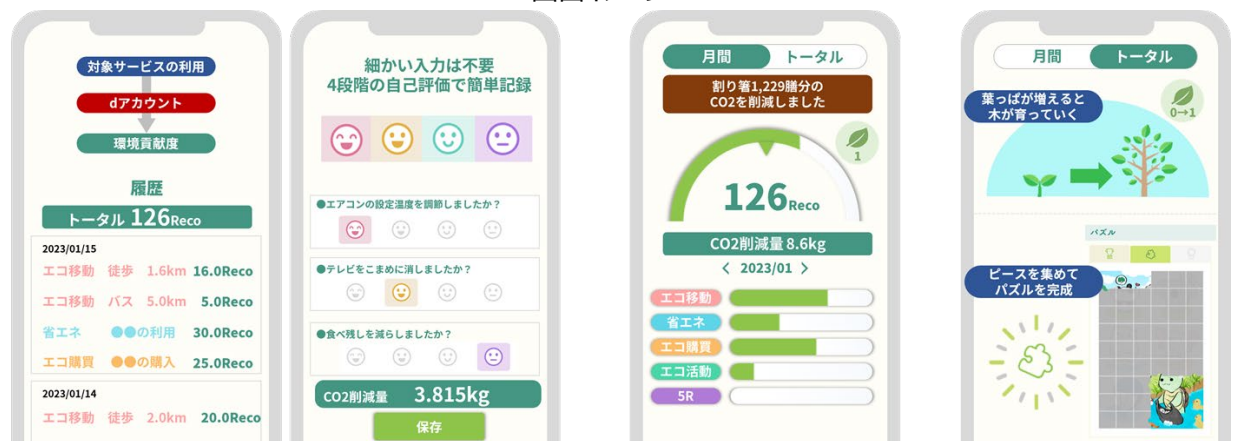 対象サービスの利用
dアカウント
環境貢献度
履歴
トータル 126Reco
2023/01/15
エコ移動 徒歩 1.6km 16.0Reco
エコ移動 バス 5.0km 5.0Reco
省エネ ●●の利用 30.0Reco
エコ購買 ●●の購入 25.0Reco
2023/01/14
エコ移動 徒歩 2.0km 20.0Reco
細かい入力は不要
4段階の自己評価で簡単記録
●エアコンの設定温度を調節しましたか？
●テレビをこまめに消しましたか？
●食べ残しを減らしましたか？
CO2削減量 3.815kg
保存
月間 トータル
割り箸1,229膳分の
CO2を削減しました
1
126Reco
CO2削減量 8.6kg
< 2023/01 >
エコ移動
省エネ
エコ購買
エコ活動
5R
月間 トータル
葉っぱが増えると
木が育っていく
0→1
パズル
ピースを集めて
パズルを完成